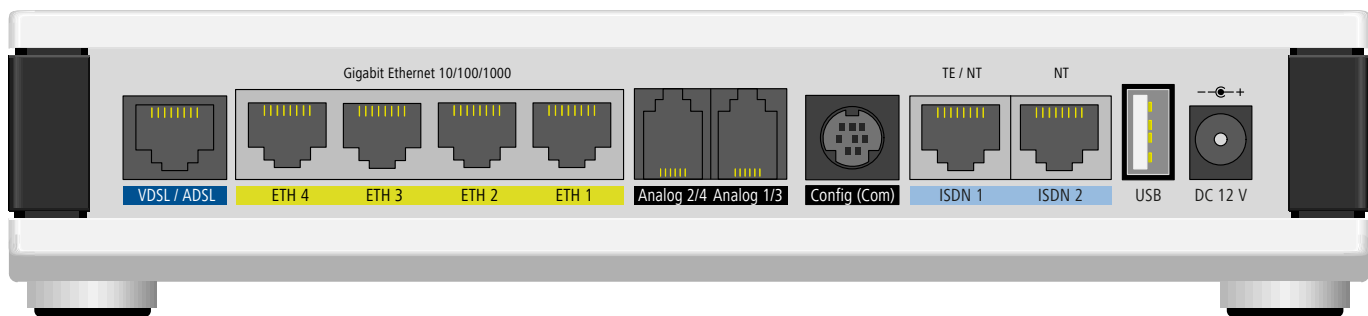 Gigabit Ethernet 10/100/1000
TE / NT
NT
- +
VDSL / ADSL
ETH 4
ETH 3
ETH 2
ETH 1
Analog 2/4
Analog 1/3
Config (Com)
ISDN 1
ISDN 2
USB
DC 12 V